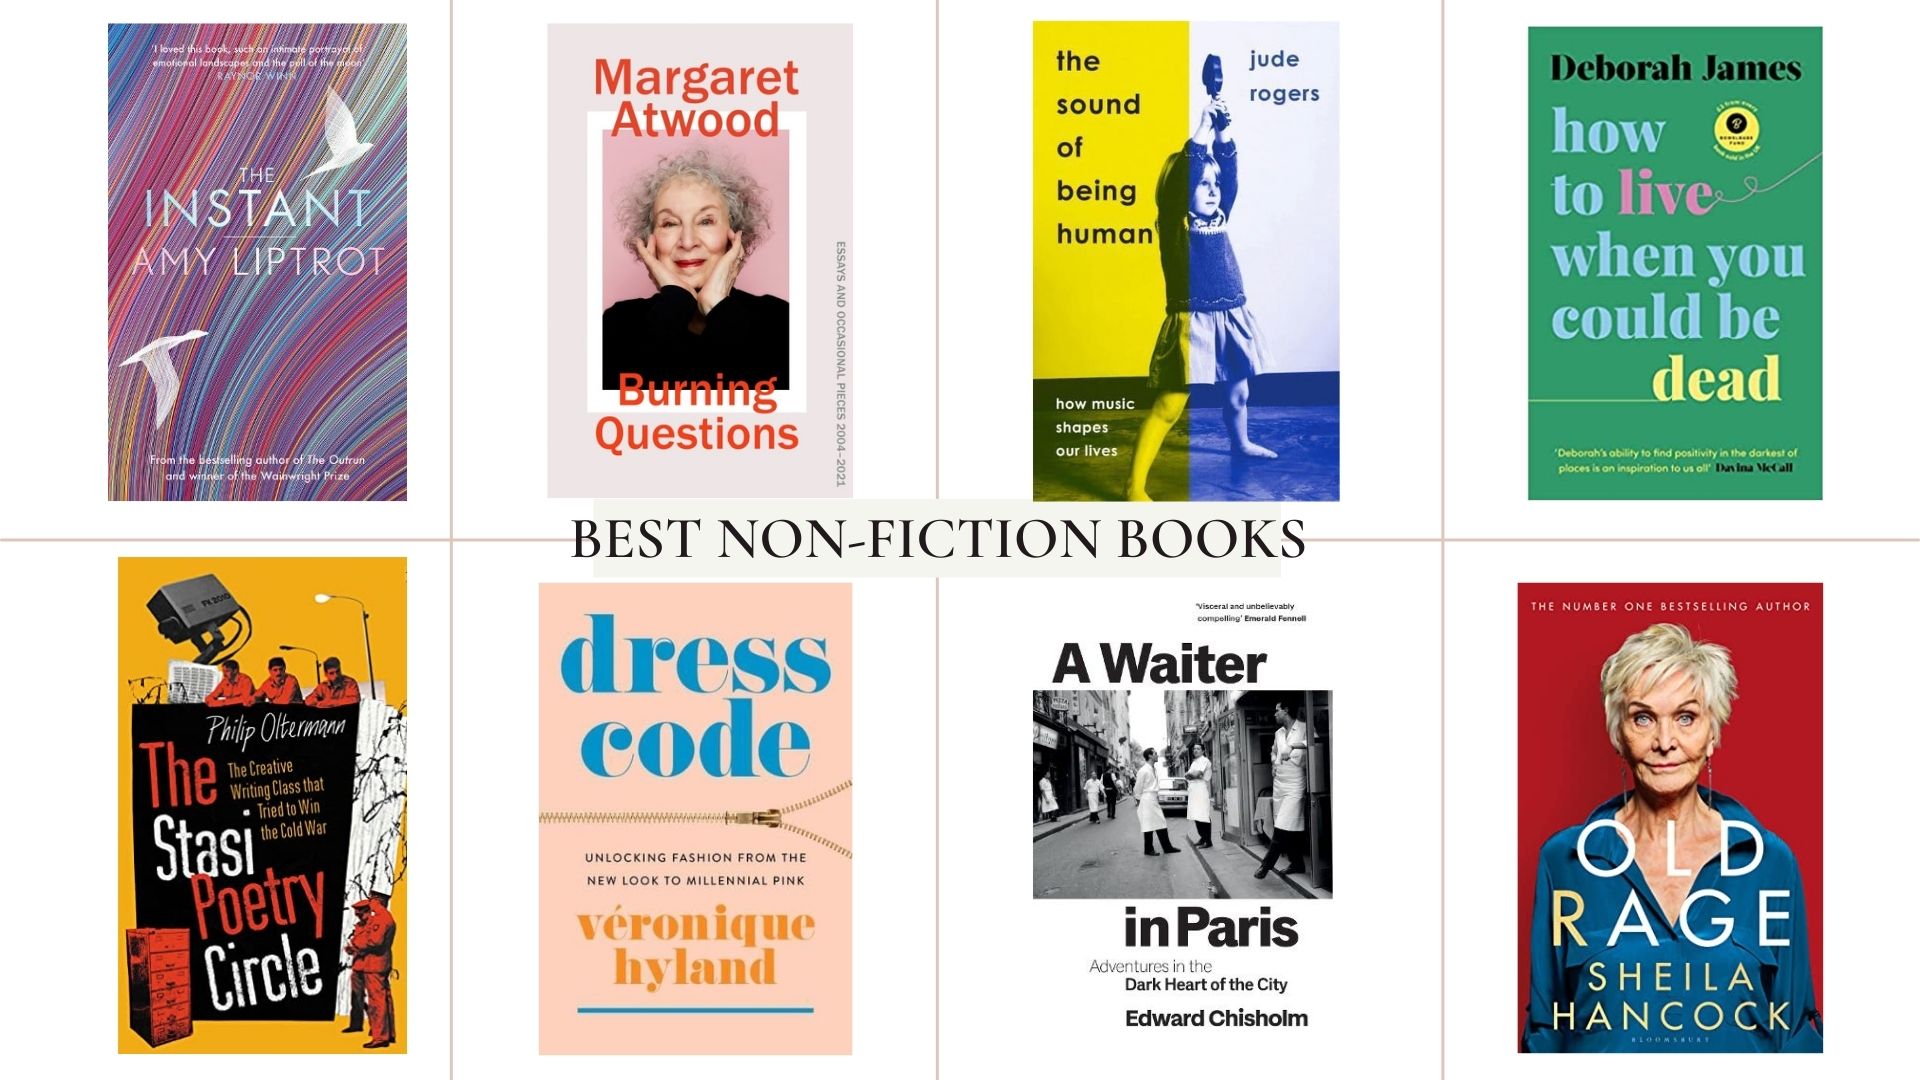 'I loved this book, such an intimate portrayal of
emotional landscapes and the pull of the moon'
RAYNOR WINN
THE
INSTANT
AMY LIPTROT
From the bestselling author of The Outrun
and winner of the Wainwright Prize
Margaret
Atwood
Burning
Questions
ESSAYS AND OCCASIONAL PIECES 2004–2021
the
sound
of
being
human
jude
rogers
how music
shapes
our lives
Deborah James
how
to live
when you
could be
dead
'Deborah's ability to find positivity in the darkest of
places is an inspiration to us all' Davina McCall
BEST NON-FICTION BOOKS
Philip Oltermann
The
Stasi
Poetry
Circle
The Creative
Writing Class that
Tried to Win
the Cold War
dress
code
UNLOCKING FASHION FROM THE
NEW LOOK TO MILLENNIAL PINK
véronique
hyland
'Visceral and unbelievably
compelling' Emerald Fennell
A Waiter
in Paris
Adventures in the
Dark Heart of the City
Edward Chisholm
THE NUMBER ONE BESTSELLING AUTHOR
OLD
RAGE
SHEILA
HANCOCK
BLOOMSBURY